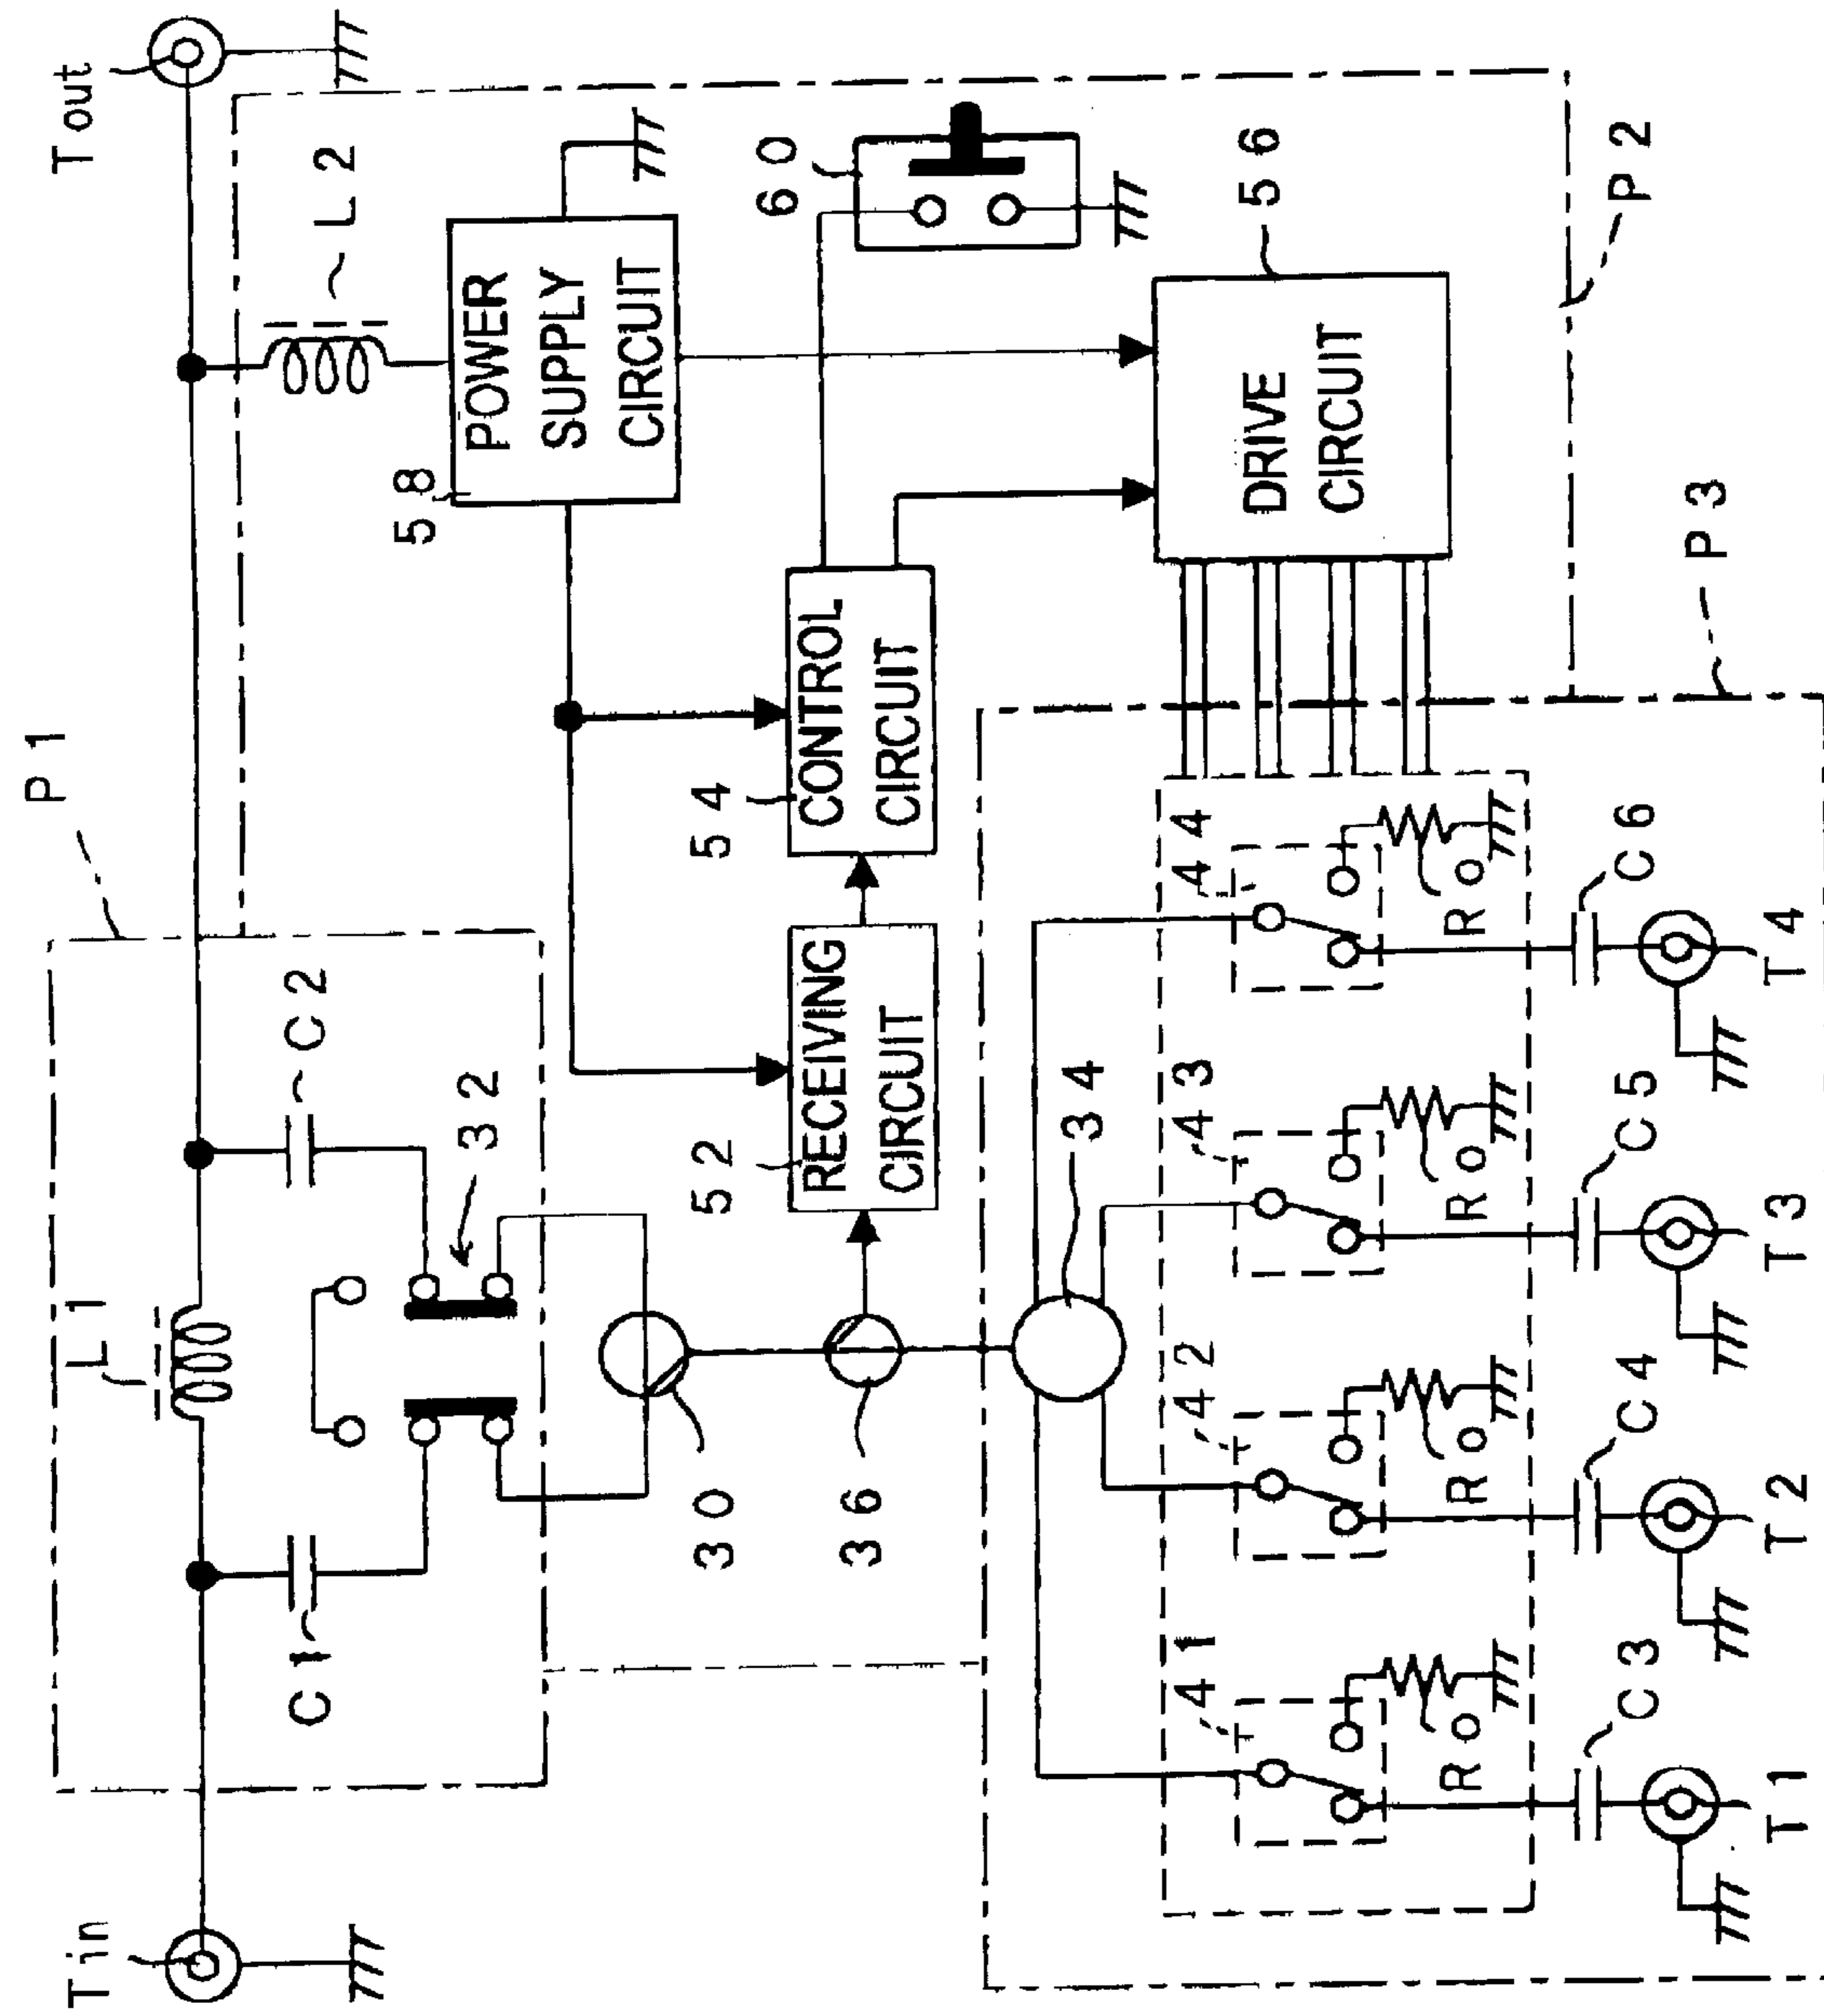 T in
T out
P 1
L 1
L 2
C 1
C 2
3 2
3 0
3 6
5 8
POWER
SUPPLY
CIRCUIT
6 0
5 4
CONTROL
CIRCUIT
5 2
RECEIVING
CIRCUIT
5 6
DRIVE
CIRCUIT
P 2
P 3
3 4
4 1
4 2
4 3
4 4
R o
R o
R o
R o
C 3
C 4
C 5
C 6
T 1
T 2
T 3
T 4